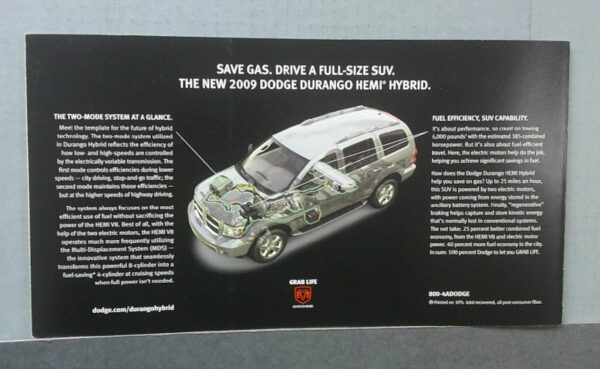 SAVE GAS. DRIVE A FULL-SIZE SUV.
THE NEW 2009 DODGE DURANGO HEMI® HYBRID.
THE TWO-MODE SYSTEM AT A GLANCE.
Meet the template for the future of hybrid
technology. The two-mode system utilized
in Durango Hybrid reflects the efficiency of
how low- and high-speeds are controlled
by the electrically variable transmission. The
first mode controls efficiencies during lower
speeds — city driving, stop-and-go traffic; the
second mode maintains those efficiencies —
but at the higher speeds of highway driving.
The system always focuses on the most
efficient use of fuel without sacrificing the
power of the HEMI V8. Best of all, with the
help of the two electric motors, the HEMI V8
operates much more frequently utilizing
the Multi-Displacement System (MDS) —
the innovative system that seamlessly
transforms this powerful 8-cylinder into a
fuel-saving* 4-cylinder at cruising speeds
when full power isn't needed.
dodge.com/durangohybrid
GRAB LIFE
DODGE
FUEL EFFICIENCY, SUV CAPABILITY.
It's about performance, so count on towing
6,000 pounds† with the estimated 385-combined
horsepower. But it's also about fuel-efficient
travel. Here, the electric motors help do the job,
helping you achieve significant savings in fuel.
How does the Dodge Durango HEMI Hybrid
help you save on gas? Up to 25 miles an hour,
this SUV is powered by two electric motors,
with power coming from energy stored in the
ancillary battery system. Finally, "regenerative"
braking helps capture and store kinetic energy
that's normally lost in conventional systems.
The net take: 25 percent better combined fuel
economy, from the HEMI V8 and electric motor
power. 40 percent more fuel economy in the city.
In sum: 100 percent Dodge to let you GRAB LIFE.
800-4ADODGE
Printed on 10% total recovered, all post-consumer fiber.